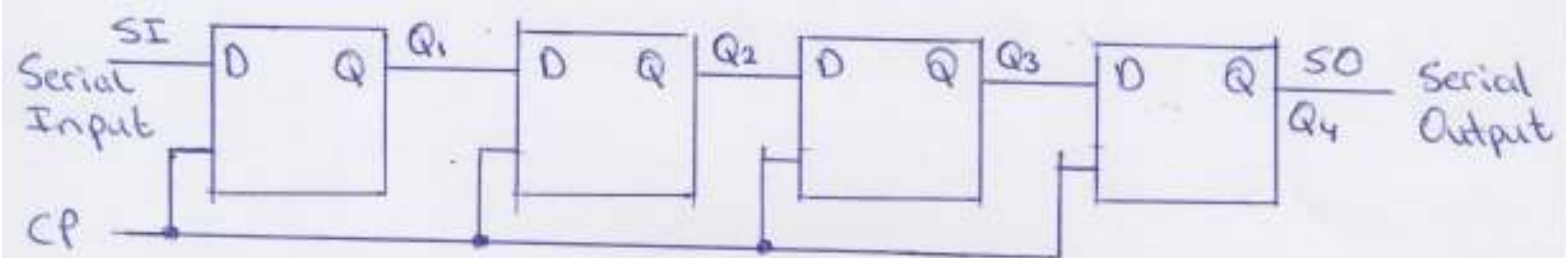 SI
Serial
Input
D Q
Q1
D Q
Q2
D Q
Q3
D Q
SO
Q4
Serial
Output
CP